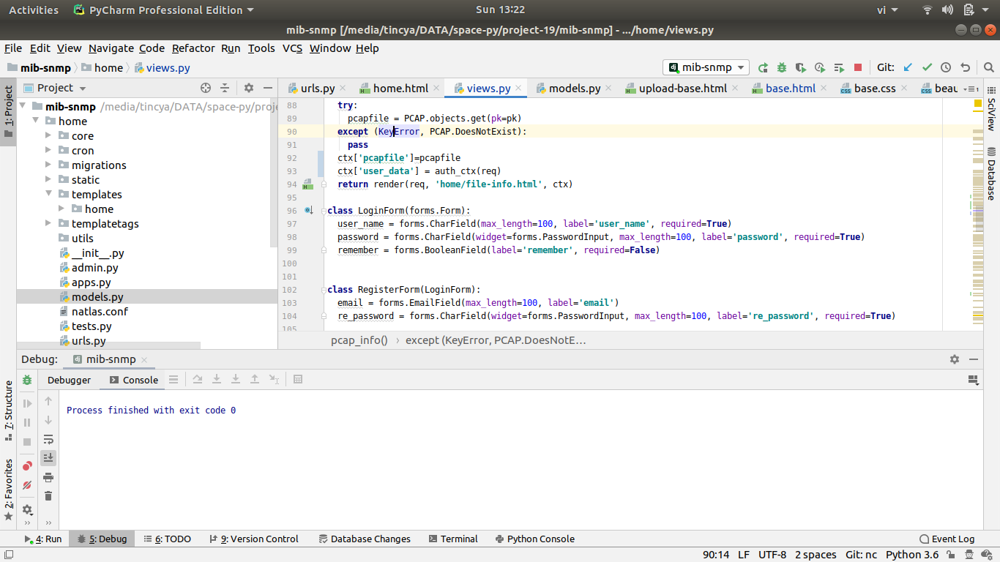 Activities PyCharm Professional Edition Sun 13:22 vi
mib-snmp [/media/tincya/DATA/space-py/project-19/mib-snmp] - .../home/views.py
File Edit View Navigate Code Refactor Run Tools VCS Window Help
mib-snmp home views.py mib-snmp Git:
1: Project
7: Structure
2: Favorites
Project
mib-snmp /media/tincya/DATA/space-py/proje
home
core
cron
migrations
static
templates
home
templatetags
utils
__init__.py
admin.py
apps.py
models.py
natlas.conf
tests.py
urls.py
urls.py home.html views.py models.py upload-base.html base.html base.css beau 1
88 try:
89 pcapfile = PCAP.objects.get(pk=pk)
90 except (KeyError, PCAP.DoesNotExist):
91 pass
92 ctx['pcapfile']=pcapfile
93 ctx['user_data'] = auth_ctx(req)
94 return render(req, 'home/file-info.html', ctx)
95
96 class LoginForm(forms.Form):
97 user_name = forms.CharField(max_length=100, label='user_name', required=True)
98 password = forms.CharField(widget=forms.PasswordInput, max_length=100, label='password', required=True)
99 remember = forms.BooleanField(label='remember', required=False)
100
101
102 class RegisterForm(LoginForm):
103 email = forms.EmailField(max_length=100, label='email')
104 re_password = forms.CharField(widget=forms.PasswordInput, max_length=100, label='re_password', required=True)
105
pcap_info() › except (KeyError, PCAP.DoesNotE...
SciView
Database
Debug: mib-snmp
Debugger Console
Process finished with exit code 0
4: Run 5: Debug 6: TODO 9: Version Control Database Changes Terminal Python Console Event Log
90:14 LF UTF-8 2 spaces Git: nc Python 3.6